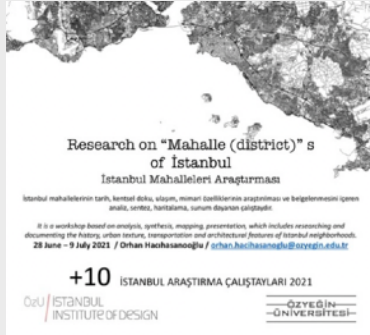 Research on “Mahalle (district)” s
of İstanbul
İstanbul Malleleri Araştırması
İstanbul mahallelerinin tarih, kentsel doku, ulaşım, mimari özelliklerinin araştırılması ve belgelenmesini içeren
analiz, sentez, haritalama, sunum dayanan çalıştaydır.
It is a workshop based on analysis, synthesis, mapping, presentation, which includes researching and
documenting the history, urban texture, transportation and architectural features of Istanbul neighborhoods.
28 June – 9 July 2021 / Orhan Hacıhasanoğlu / orhan.hacihasanoglu@ozyegin.edu.tr
+10 İSTANBUL ARAŞTIRMA ÇALIŞTAYLARI 2021
ÖzÜ ISTANBUL
INSTITUTE OF DESIGN
ÖZYEĞİN
ÜNİVERSİTESİ